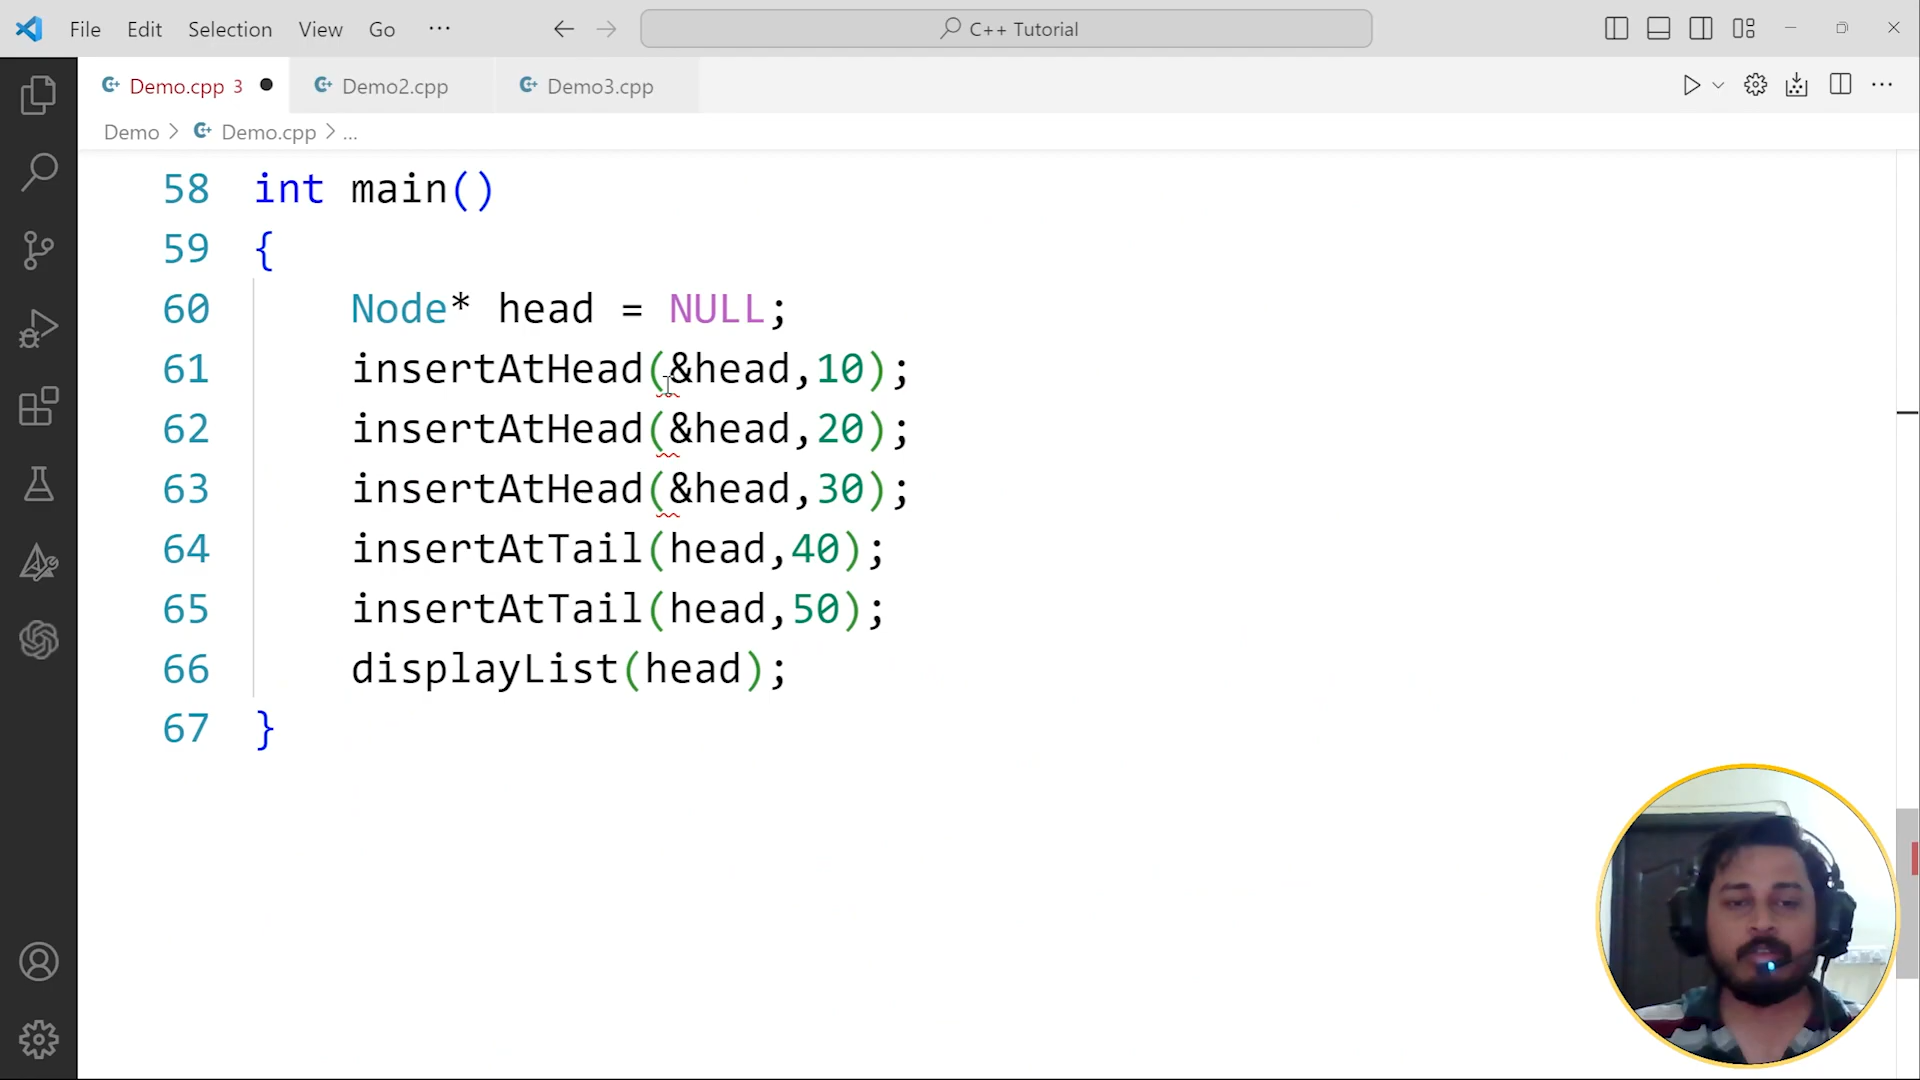 File Edit Selection View Go ··· C++ Tutorial
Demo.cpp 3 Demo2.cpp Demo3.cpp
Demo > Demo.cpp > ...
58 int main()
59 {
60 Node* head = NULL;
61 insertAtHead(&head,10);
62 insertAtHead(&head,20);
63 insertAtHead(&head,30);
64 insertAtTail(head,40);
65 insertAtTail(head,50);
66 displayList(head);
67 }